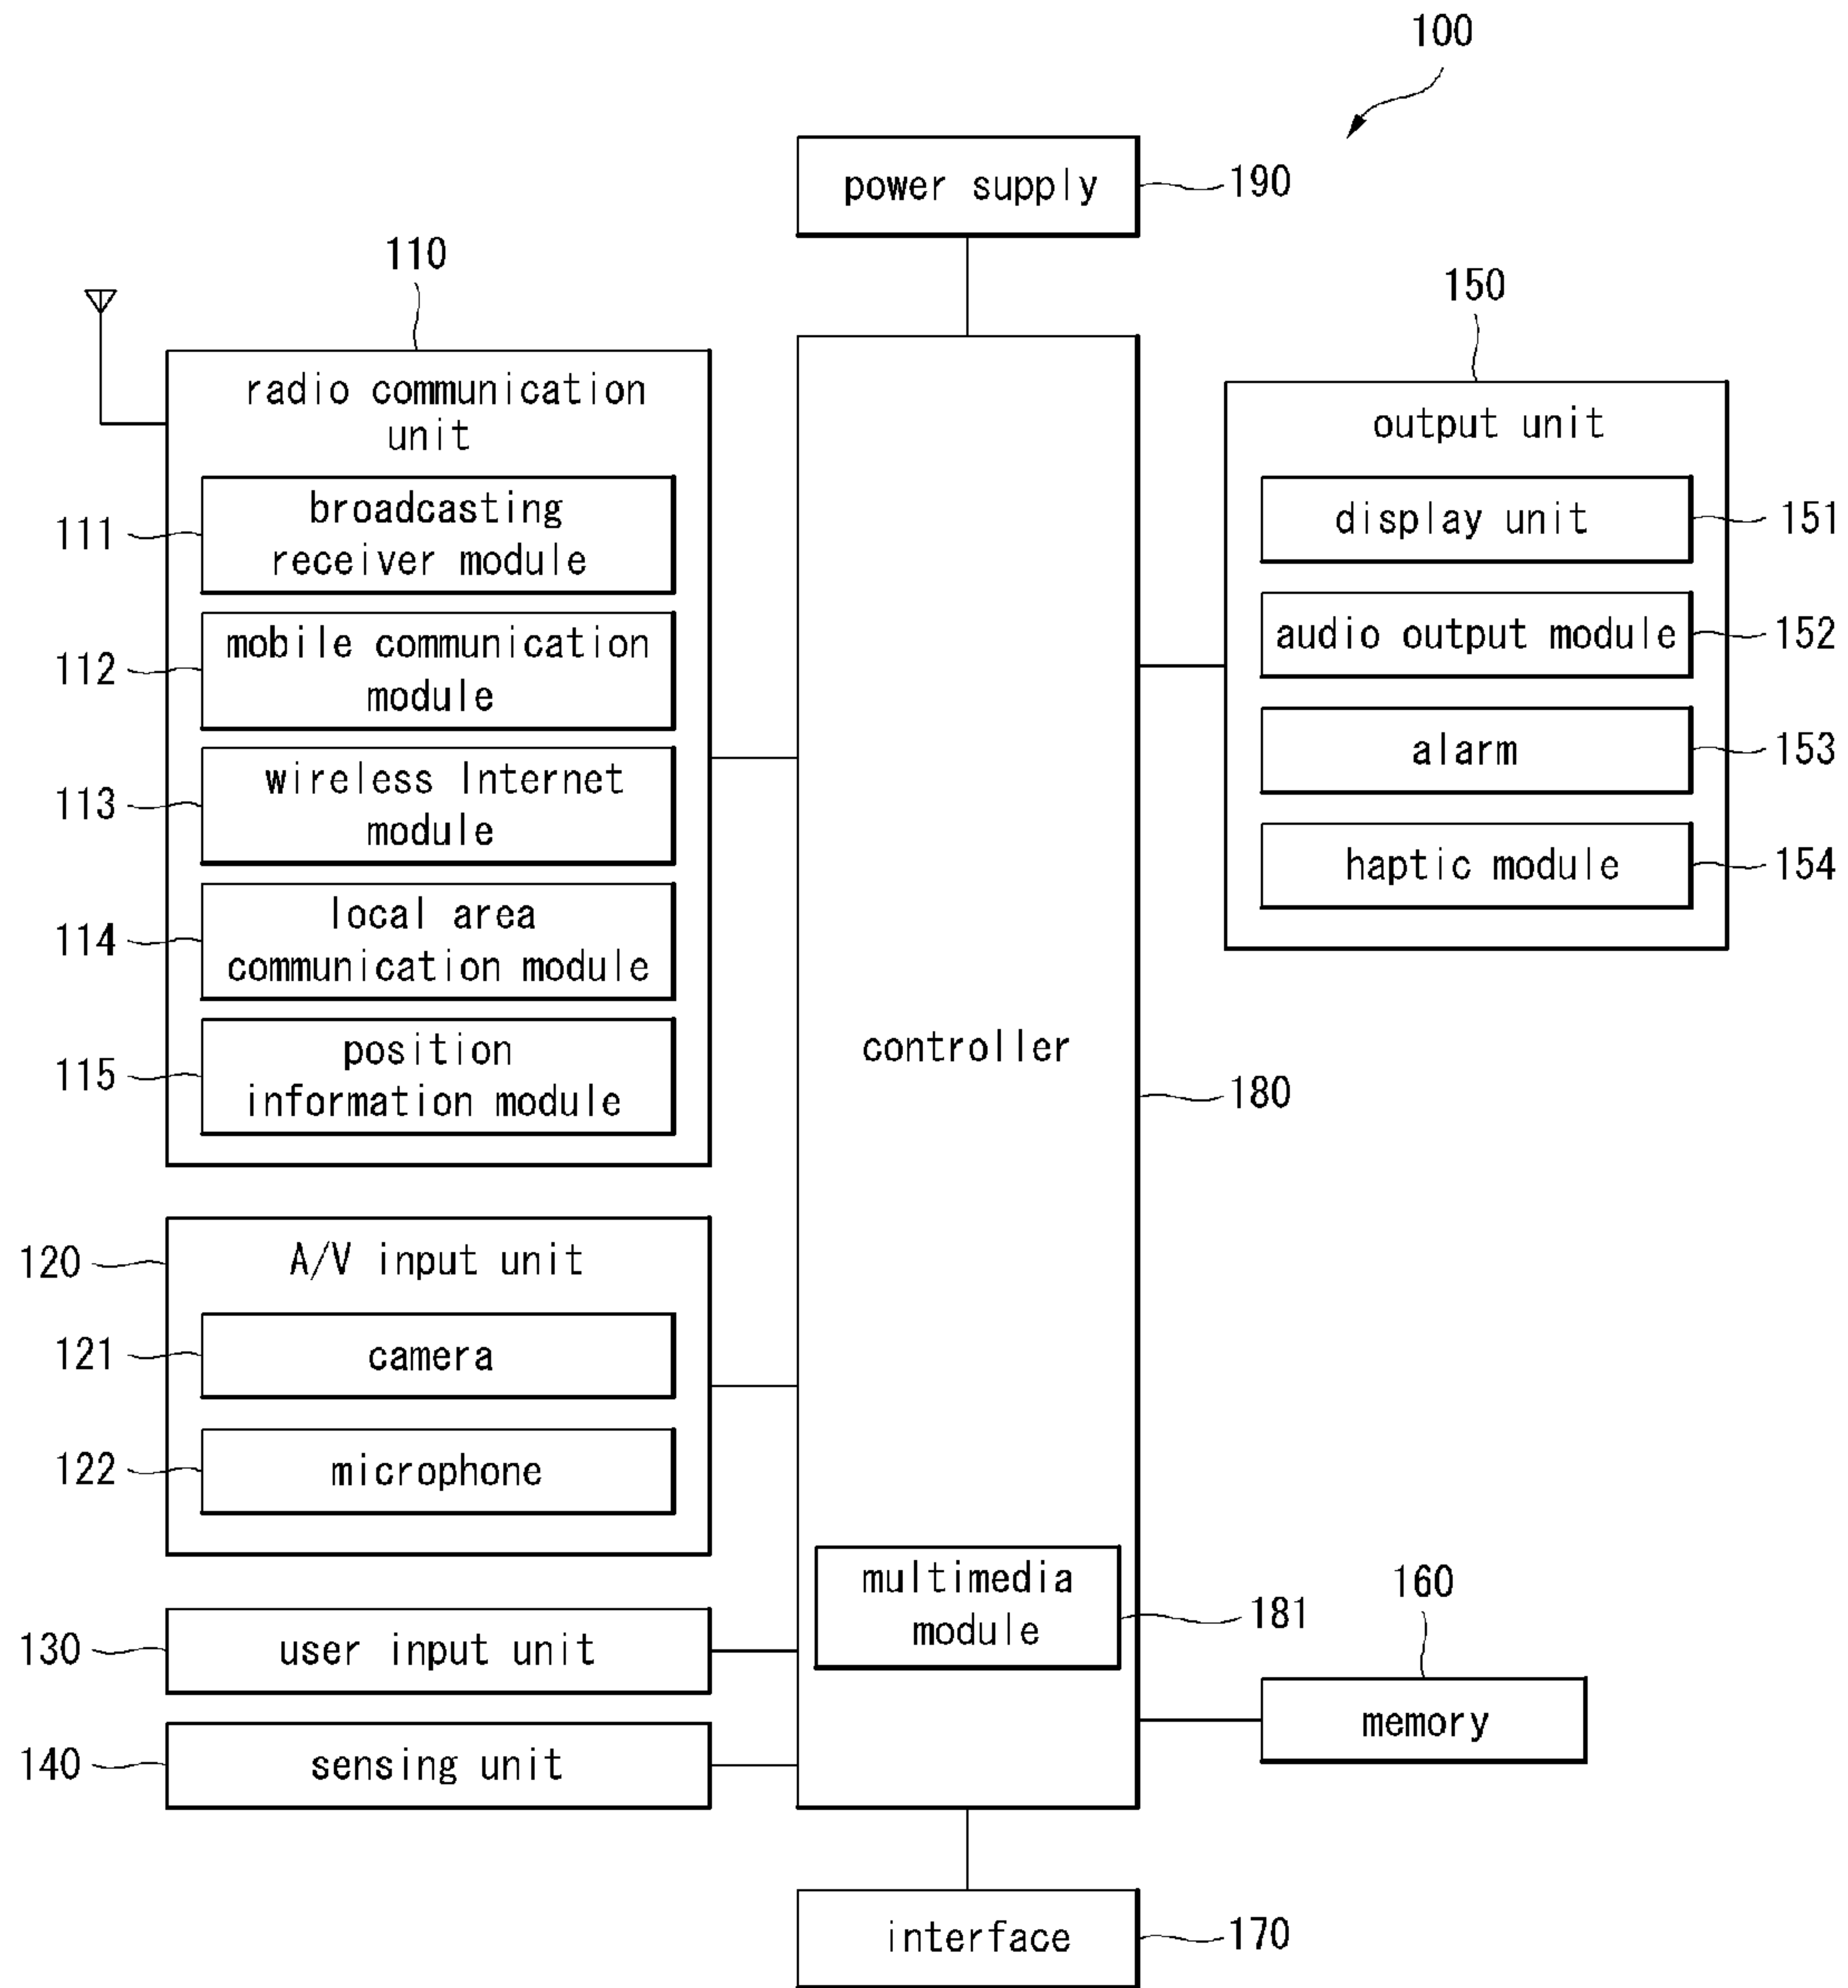 100
power supply
190
110
radio communication
unit
111
broadcasting
receiver module
112
mobile communication
module
113
wireless Internet
module
114
local area
communication module
115
position
information module
150
output unit
display unit
151
audio output module
152
alarm
153
haptic module
154
controller
180
120
A/V input unit
121
camera
122
microphone
multimedia
module
181
130
user input unit
140
sensing unit
160
memory
interface
170